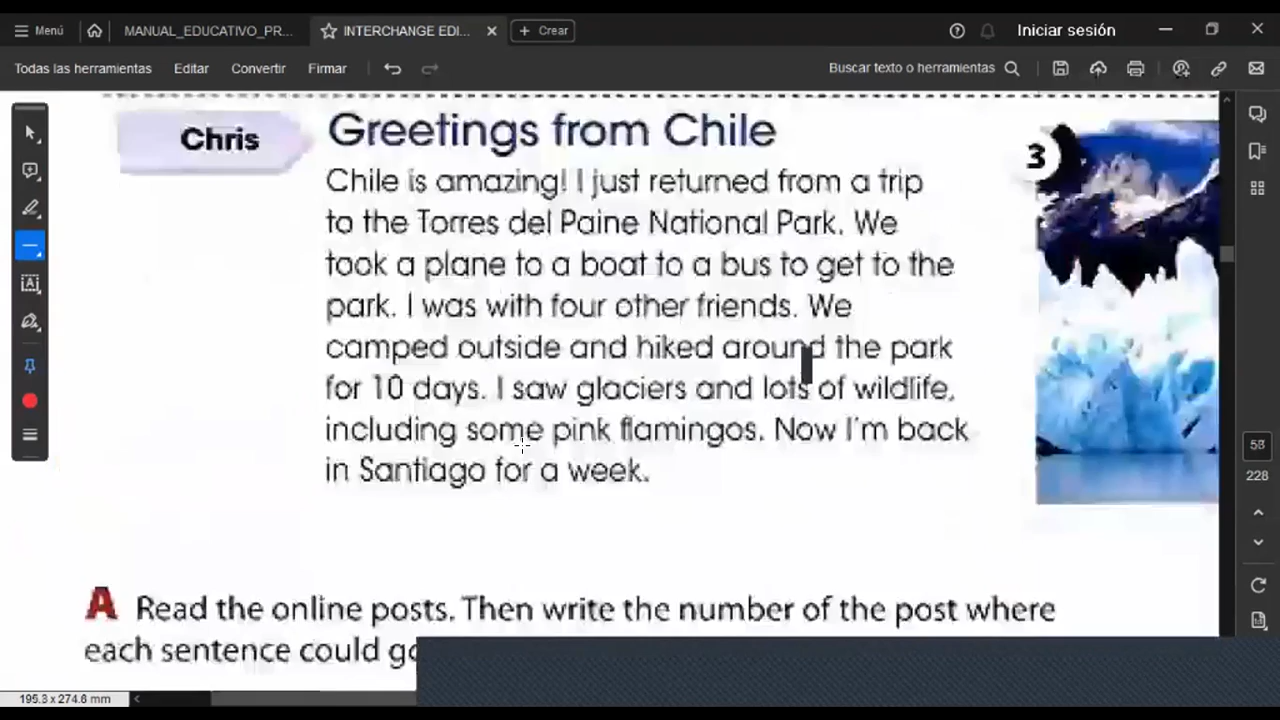 Menú
MANUAL_EDUCATIVO_PR...
INTERCHANGE EDI...
Crear
Iniciar sesión
Todas las herramientas
Editar
Convertir
Firmar
Buscar texto o herramientas
Chris
Greetings from Chile
Chile is amazing! I just returned from a trip
to the Torres del Paine National Park. We
took a plane to a boat to a bus to get to the
park. I was with four other friends. We
camped outside and hiked around the park
for 10 days. I saw glaciers and lots of wildlife,
including some pink flamingos. Now I'm back
in Santiago for a week.
3
58
228
A Read the online posts. Then write the number of the post where
each sentence could go
195.3 x 274.6 mm